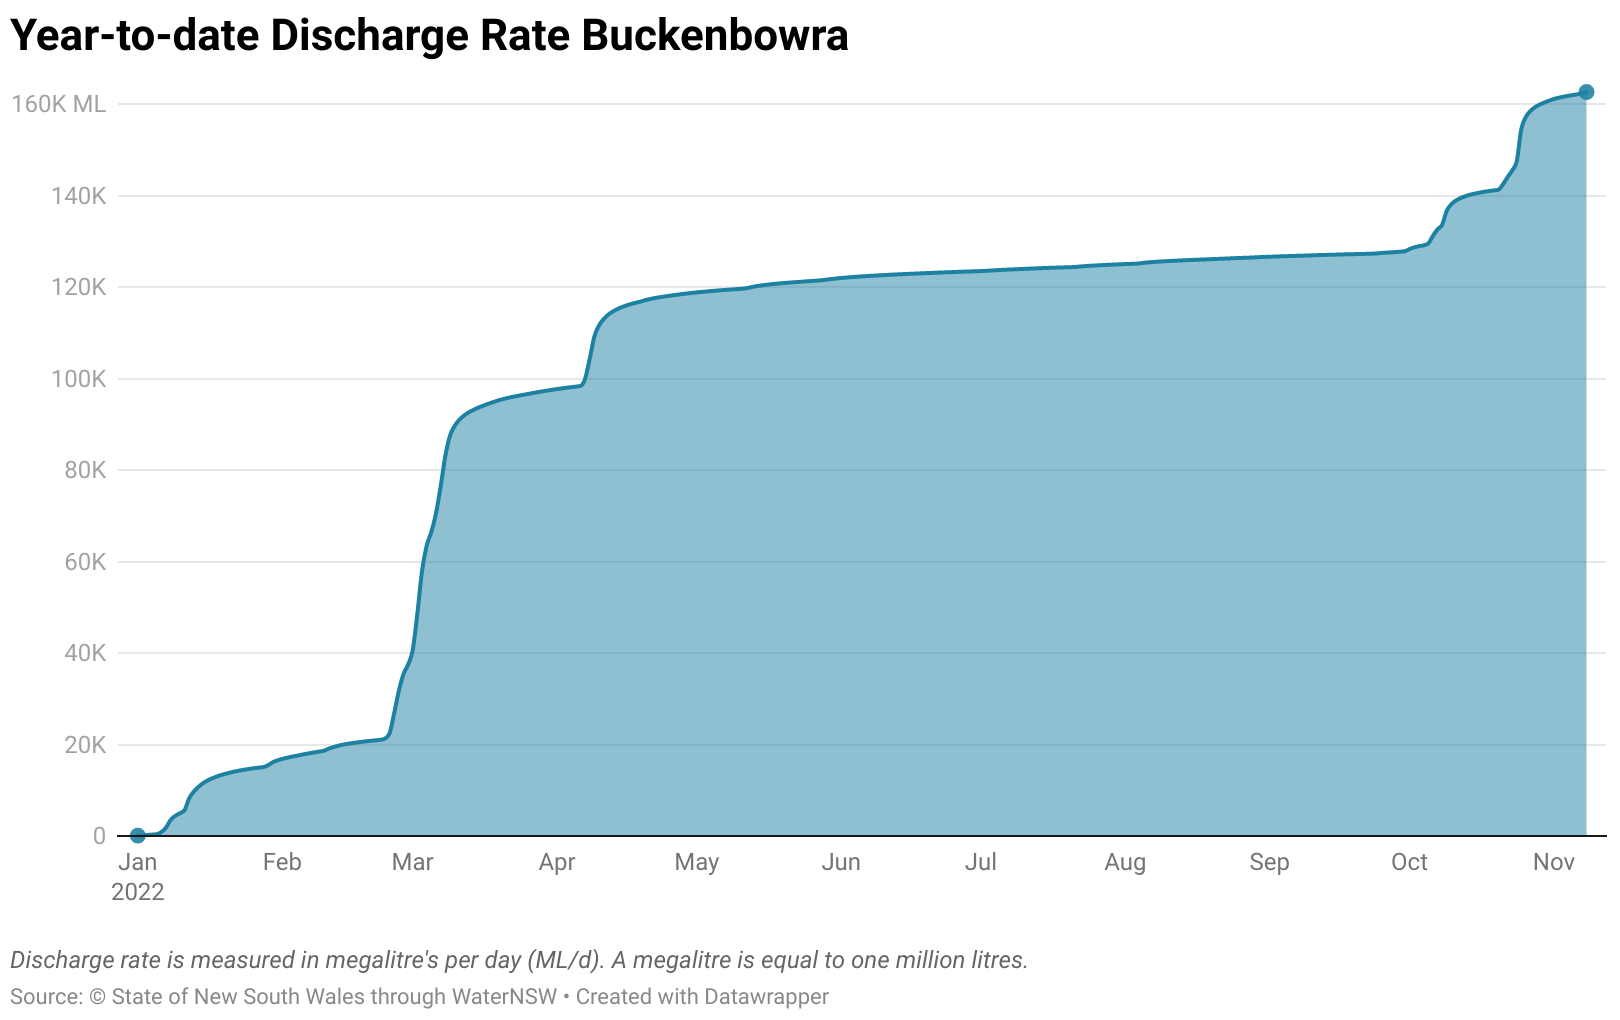 Year-to-date Discharge Rate Buckenbowra
160K ML
140K
120K
100K
80K
60K
40K
20K
0
Jan Feb Mar Apr May Jun Jul Aug Sep Oct Nov
2022
Discharge rate is measured in megalitre's per day (ML/d). A megalitre is equal to one million litres.
Source: © State of New South Wales through WaterNSW • Created with Datawrapper